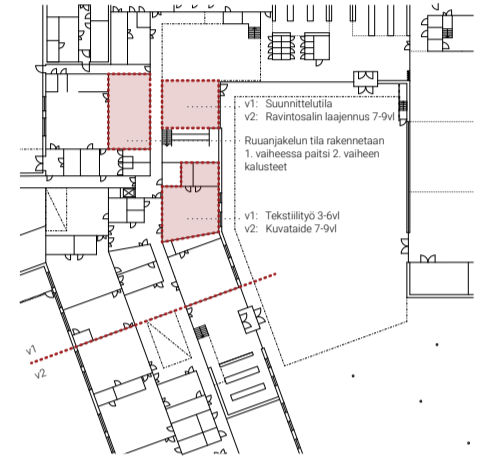 v1: Suunnittelutila
v2: Ravintosalin laajennus 7-9vl
Ruuanjakelun tila rakennetaan
1. vaiheessa paitsi 2. vaiheen
kalusteet
v1: Tekstiilityö 3-6vl
v2: Kuvataide 7-9vl
v1
v2